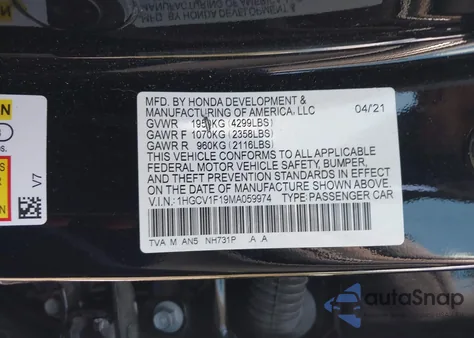 MFD. BY HONDA DEVELOPMENT &
MANUFACTURING OF AMERICA, LLC 04/21
GVWR 1950KG (4299LBS)
GAWR F 1070KG (2358LBS)
GAWR R 960KG (2116LBS)
THIS VEHICLE CONFORMS TO ALL APPLICABLE
FEDERAL MOTOR VEHICLE SAFETY, BUMPER,
AND THEFT PREVENTION STANDARDS IN EFFECT ON
THE DATE OF MANUFACTURE SHOWN ABOVE.
V.I.N.: 1HGCV1F19MA059974 TYPE: PASSENGER CAR
TVA M AN5 NH731P .A .A
V7
autoSnap